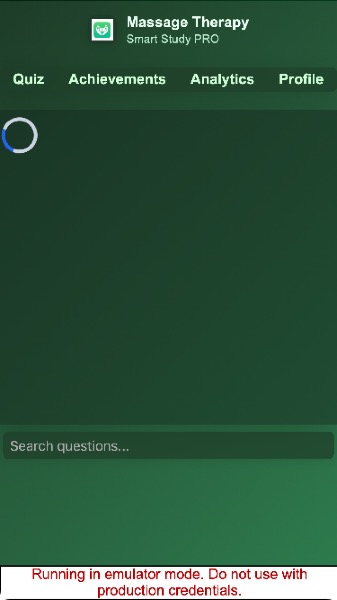 Massage Therapy
Smart Study PRO
Quiz Achievements Analytics Profile
Search questions...
Running in emulator mode. Do not use with
production credentials.